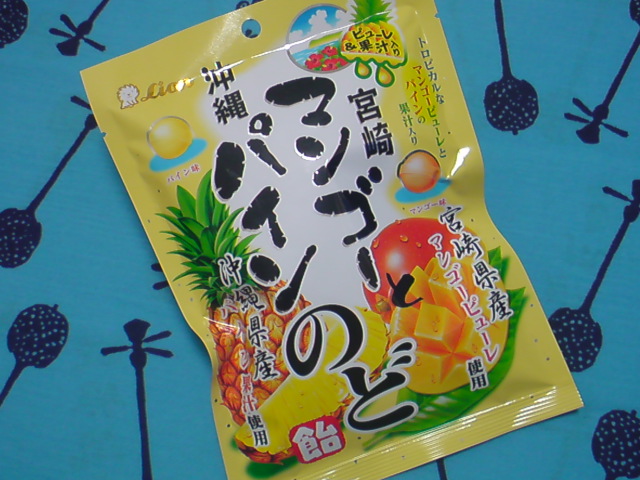 Lion
ピューレ
&果汁入り
トロピカルな
マンゴーピューレと
パインの
果汁入り
宮崎
マンゴーと
沖縄
パイン
のど
飴
パイン味
マンゴー味
宮崎県産
マンゴーピューレ
使用
沖縄県産
パイン果汁使用